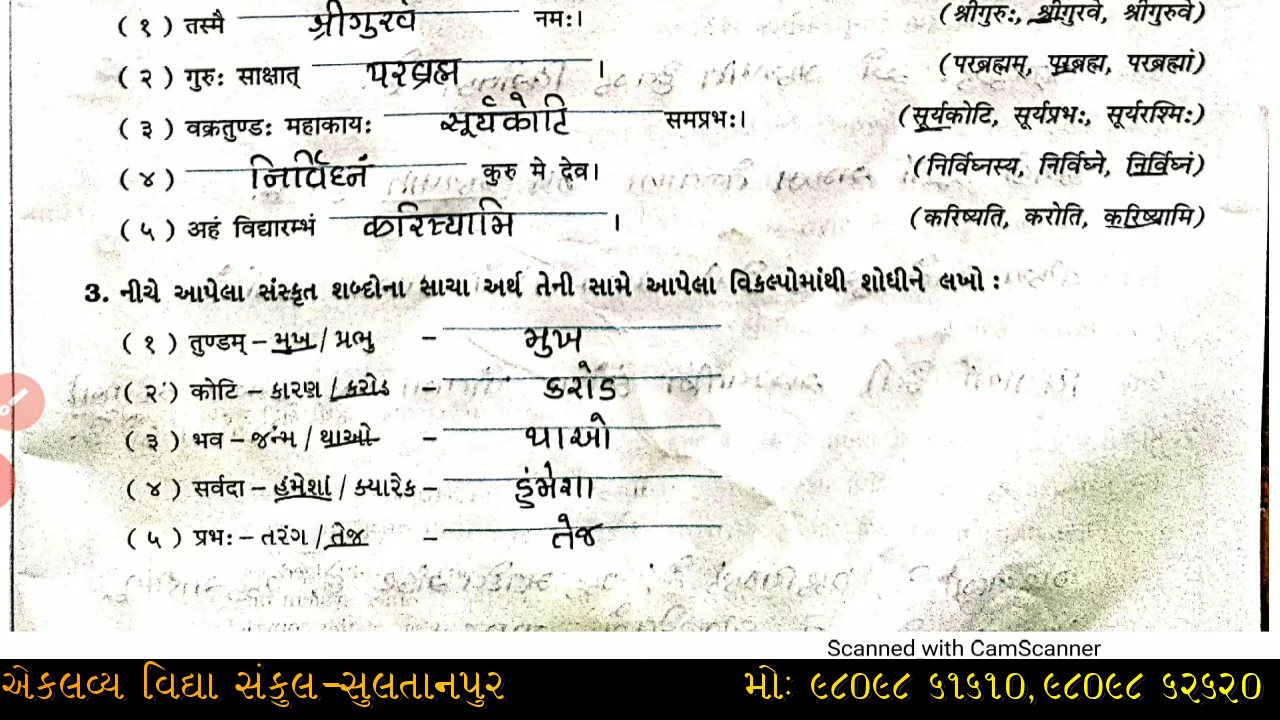 ( १ ) तस्मै श्रीगुरवे नमः। (श्रीगुरुः, श्रीगुरवे, श्रीगुरुवे)
( २ ) गुरुः साक्षात् परब्रह्म । (परब्रह्मम्, परब्रह्म, परब्रह्मां)
( ३ ) वक्रतुण्डः महाकायः सूर्यकोटि समप्रभः। (सूर्यकोटि, सूर्यप्रभः, सूर्यरश्मिः)
( ४ ) निर्विघ्नं कुरु मे देव। (निर्विघ्नस्य, निर्विघ्ने, निर्विघ्नं)
( ५ ) अहं विद्यारम्भं करिष्यामि । (करिष्यति, करोति, करिष्यामि)
3. નીચે આપેલા સંસ્કૃત શબ્દોના સાચા અર્થ તેની સામે આપેલા વિકલ્પોમાંથી શોધીને લખો :
( १ ) तुण्डम् – મુખ / પ્રભુ – મુખ
( २ ) कोटि – કારણ / કરોડ – કરોડ
( ३ ) भव – જન્મ / થાઓ – થાઓ
( ४ ) सर्वदा – હંમેશાં / ક્યારેક – હંમેશા
( ५ ) प्रभः – તરંગ / તેજ – તેજ
Scanned with CamScanner
એકલવ્ય વિદ્યા સંકુલ-સુલતાનપુર મોઃ ૯૮૦૯૮ ૬૧૬૧૦, ૯૮૦૯૮ ૬૨૬૨૦